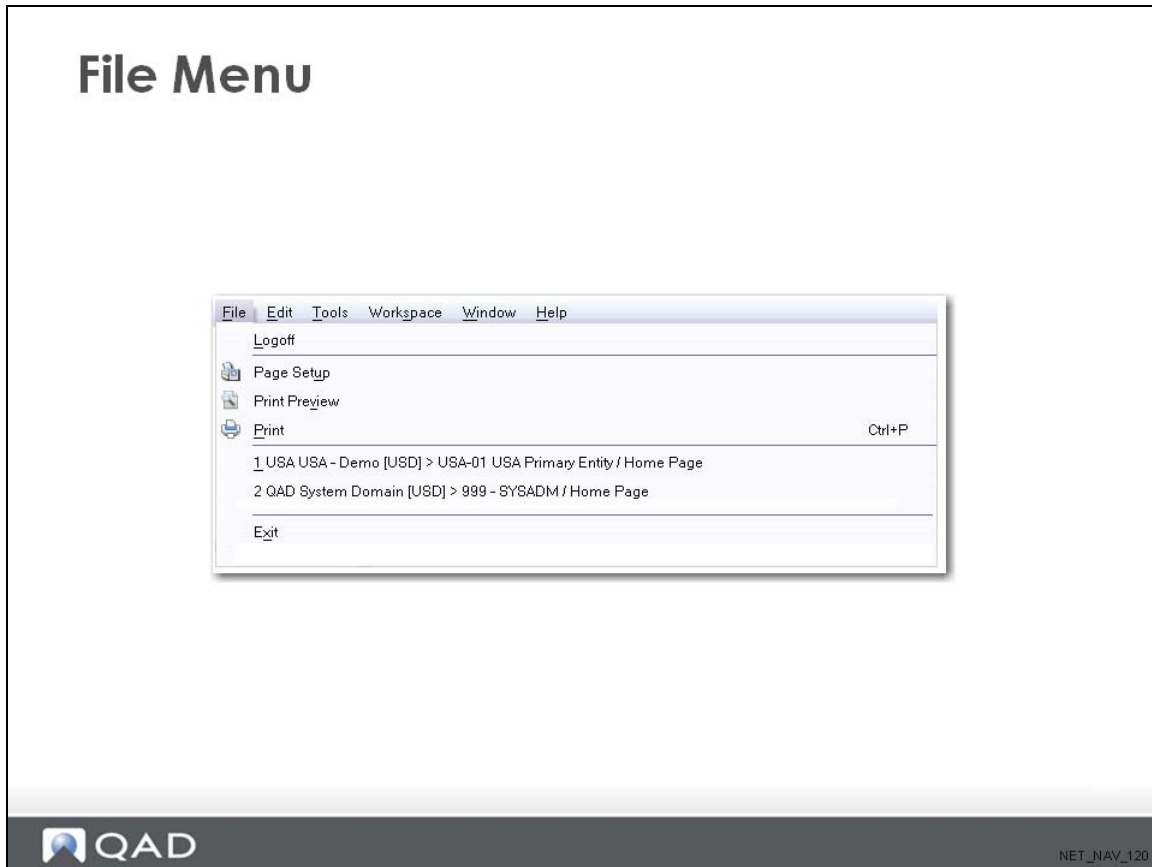 File Menu
File Edit Tools Workspace Window Help
Logoff
Page Setup
Print Preview
Print Ctrl+P
1 USA USA - Demo [USD] > USA-01 USA Primary Entity / Home Page
2 QAD System Domain [USD] > 999 - SYSADM / Home Page
Exit
QAD
NET_NAV_120